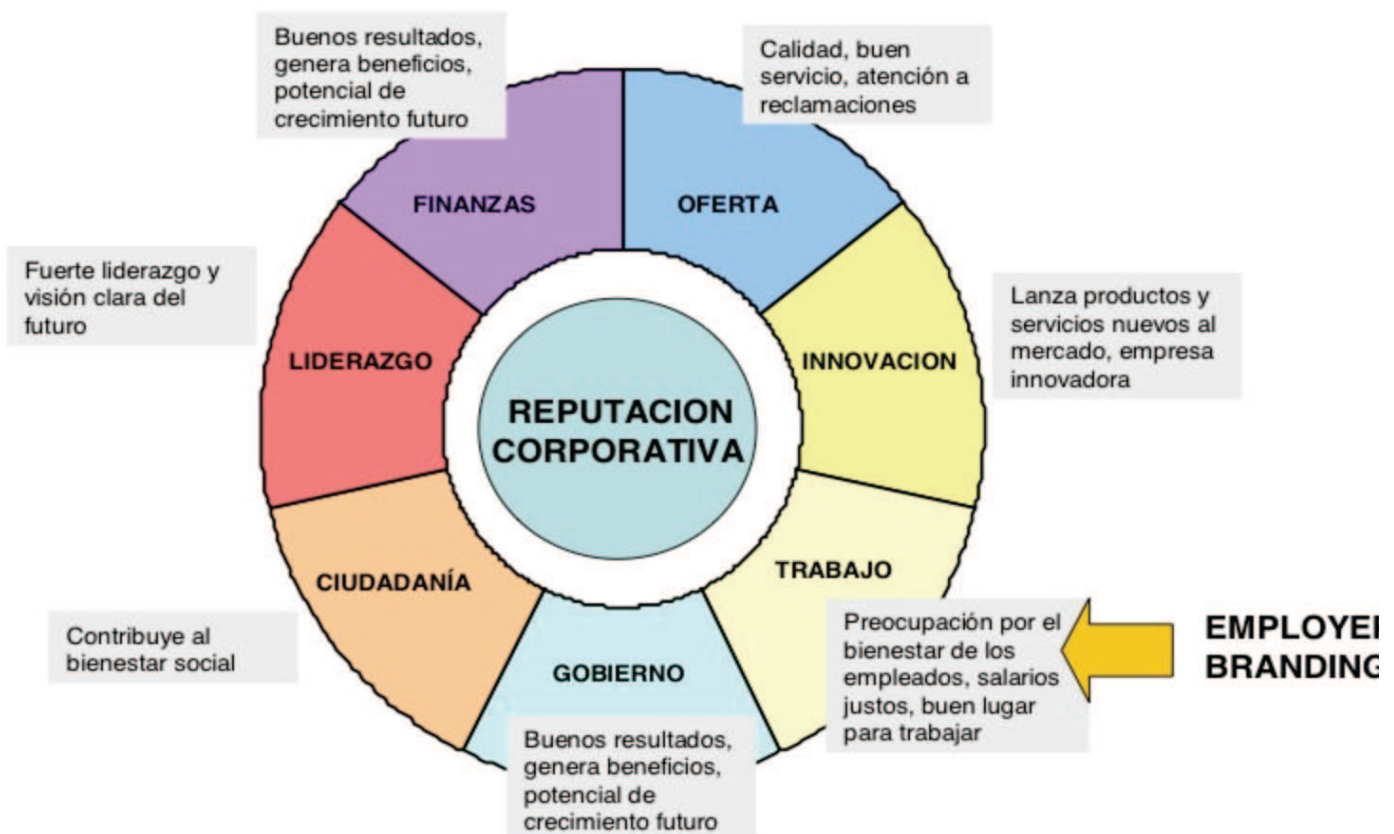 Buenos resultados,
genera beneficios,
potencial de
crecimiento futuro
Calidad, buen
servicio, atención a
reclamaciones
FINANZAS
OFERTA
Fuerte liderazgo y
visión clara del
futuro
Lanza productos y
servicios nuevos al
mercado, empresa
innovadora
LIDERAZGO
INNOVACION
REPUTACION
CORPORATIVA
CIUDADANÍA
TRABAJO
Contribuye al
bienestar social
GOBIERNO
Preocupación por el
bienestar de los
empleados, salarios
justos, buen lugar
para trabajar
EMPLOYER
BRANDING
Buenos resultados,
genera beneficios,
potencial de
crecimiento futuro